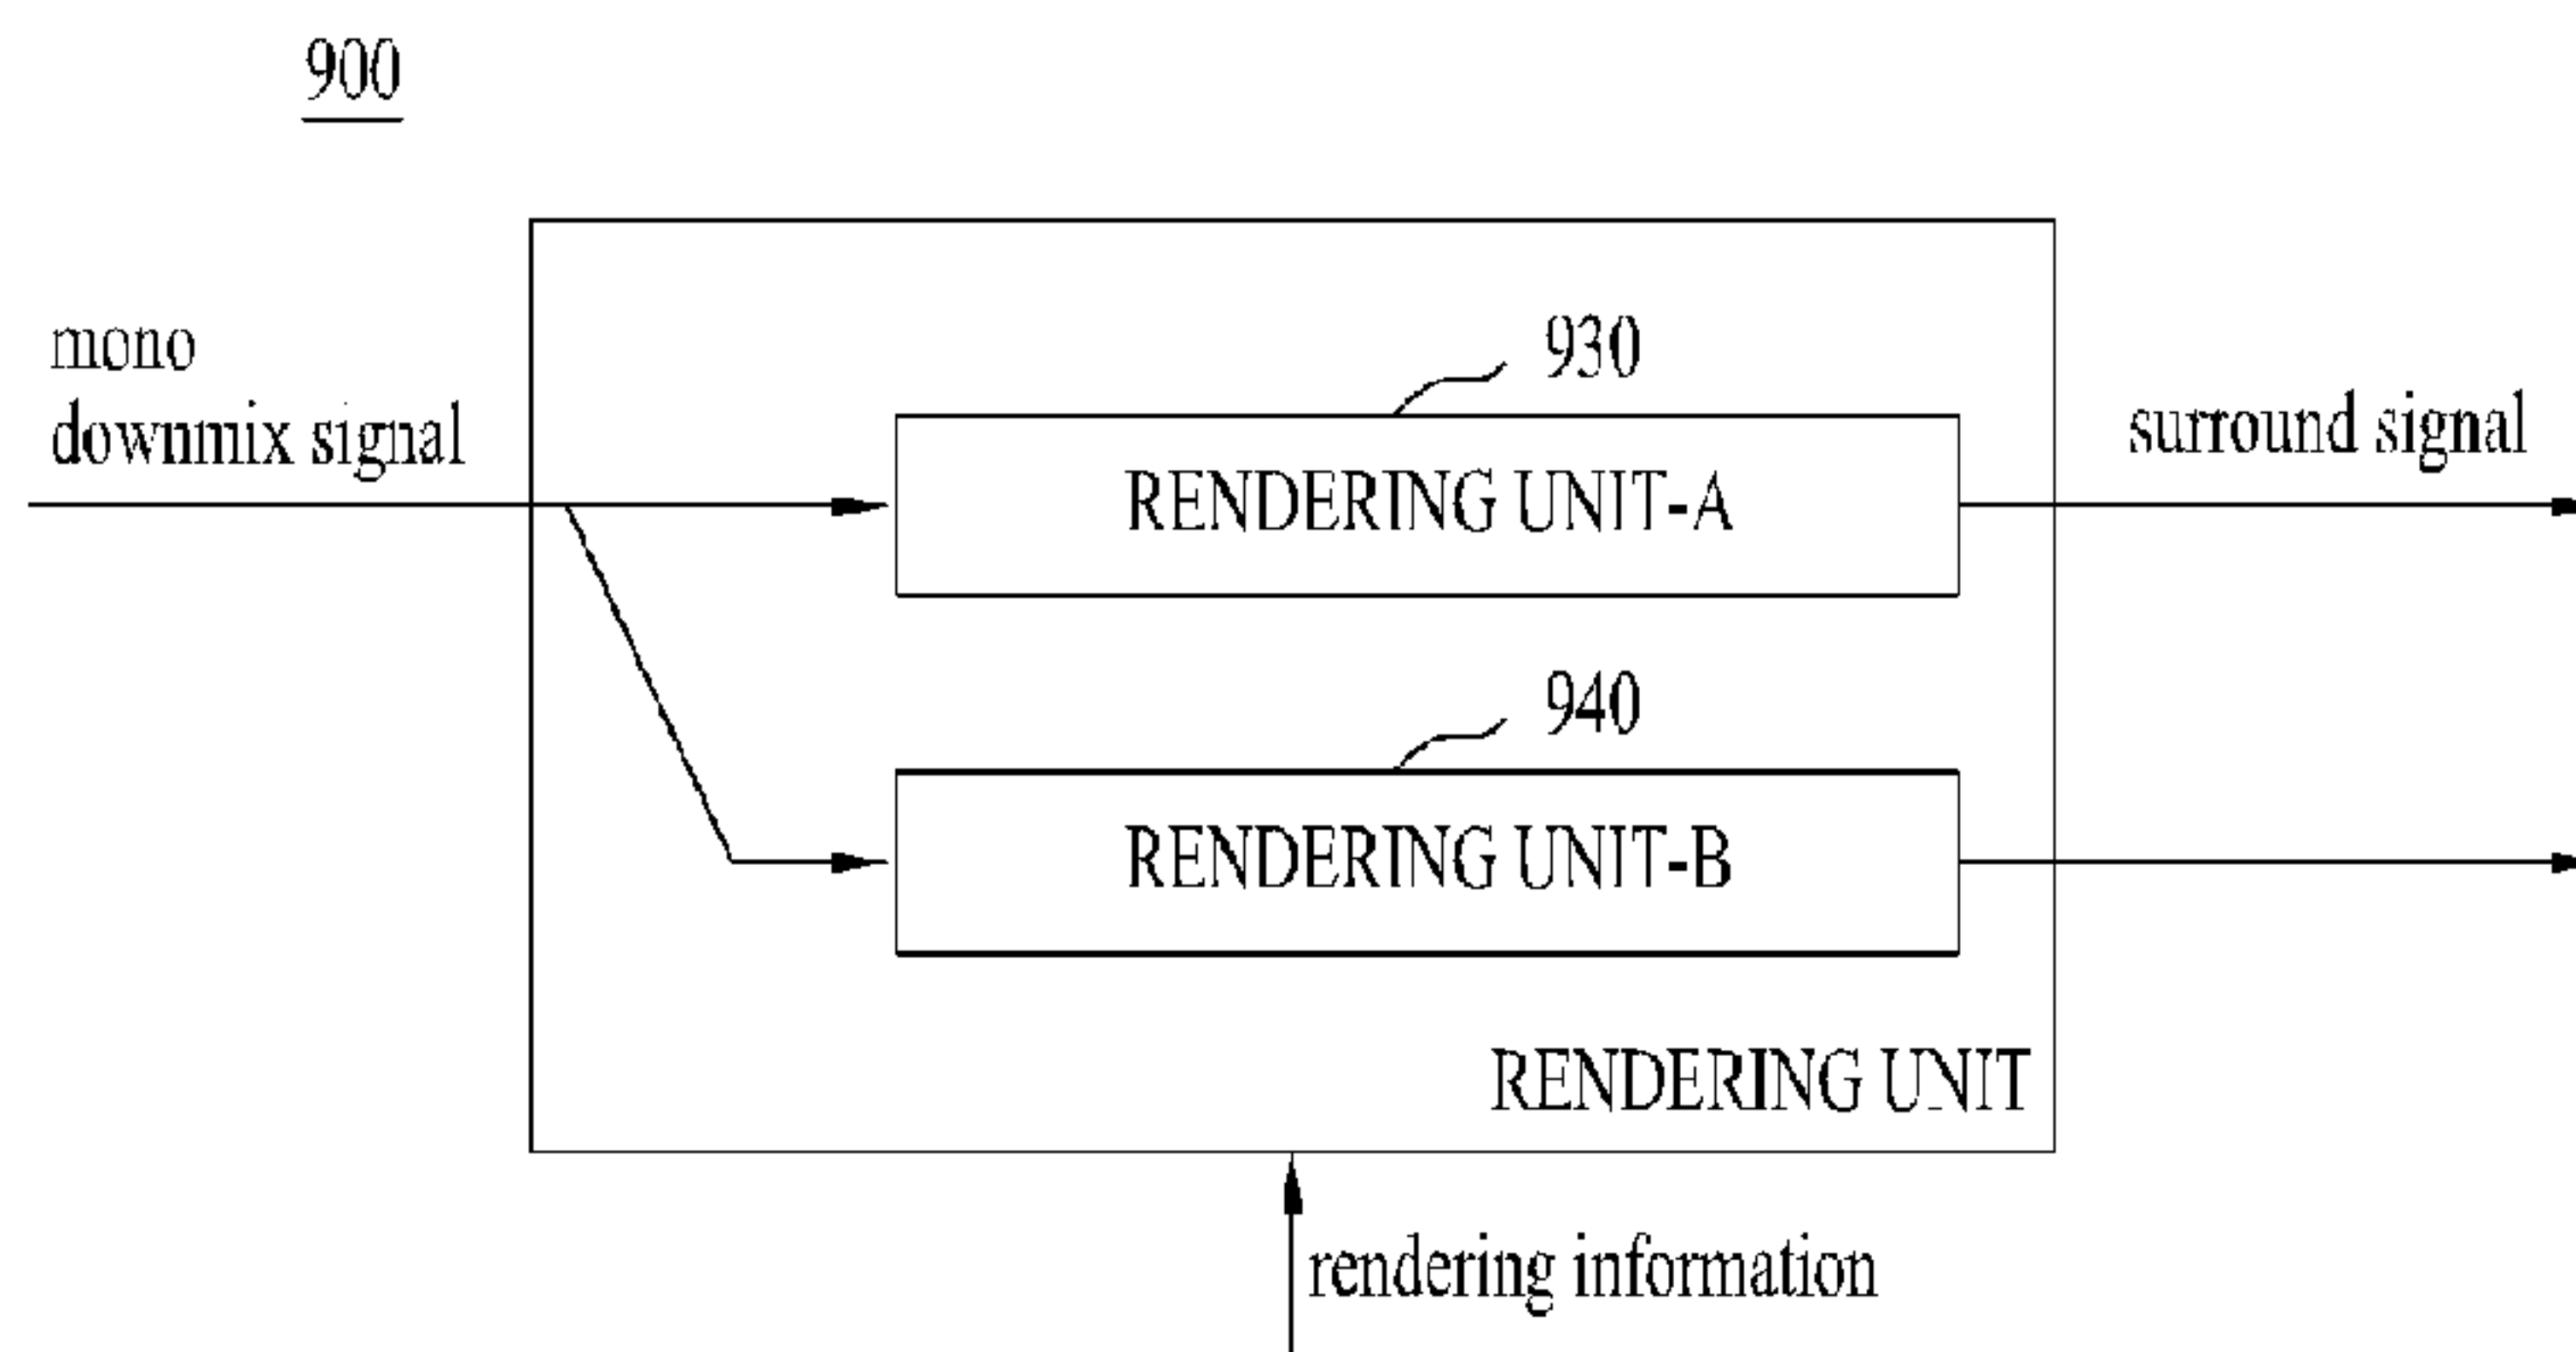 900
mono
downmix signal
930
RENDERING UNIT-A
surround signal
940
RENDERING UNIT-B
RENDERING UNIT
rendering information